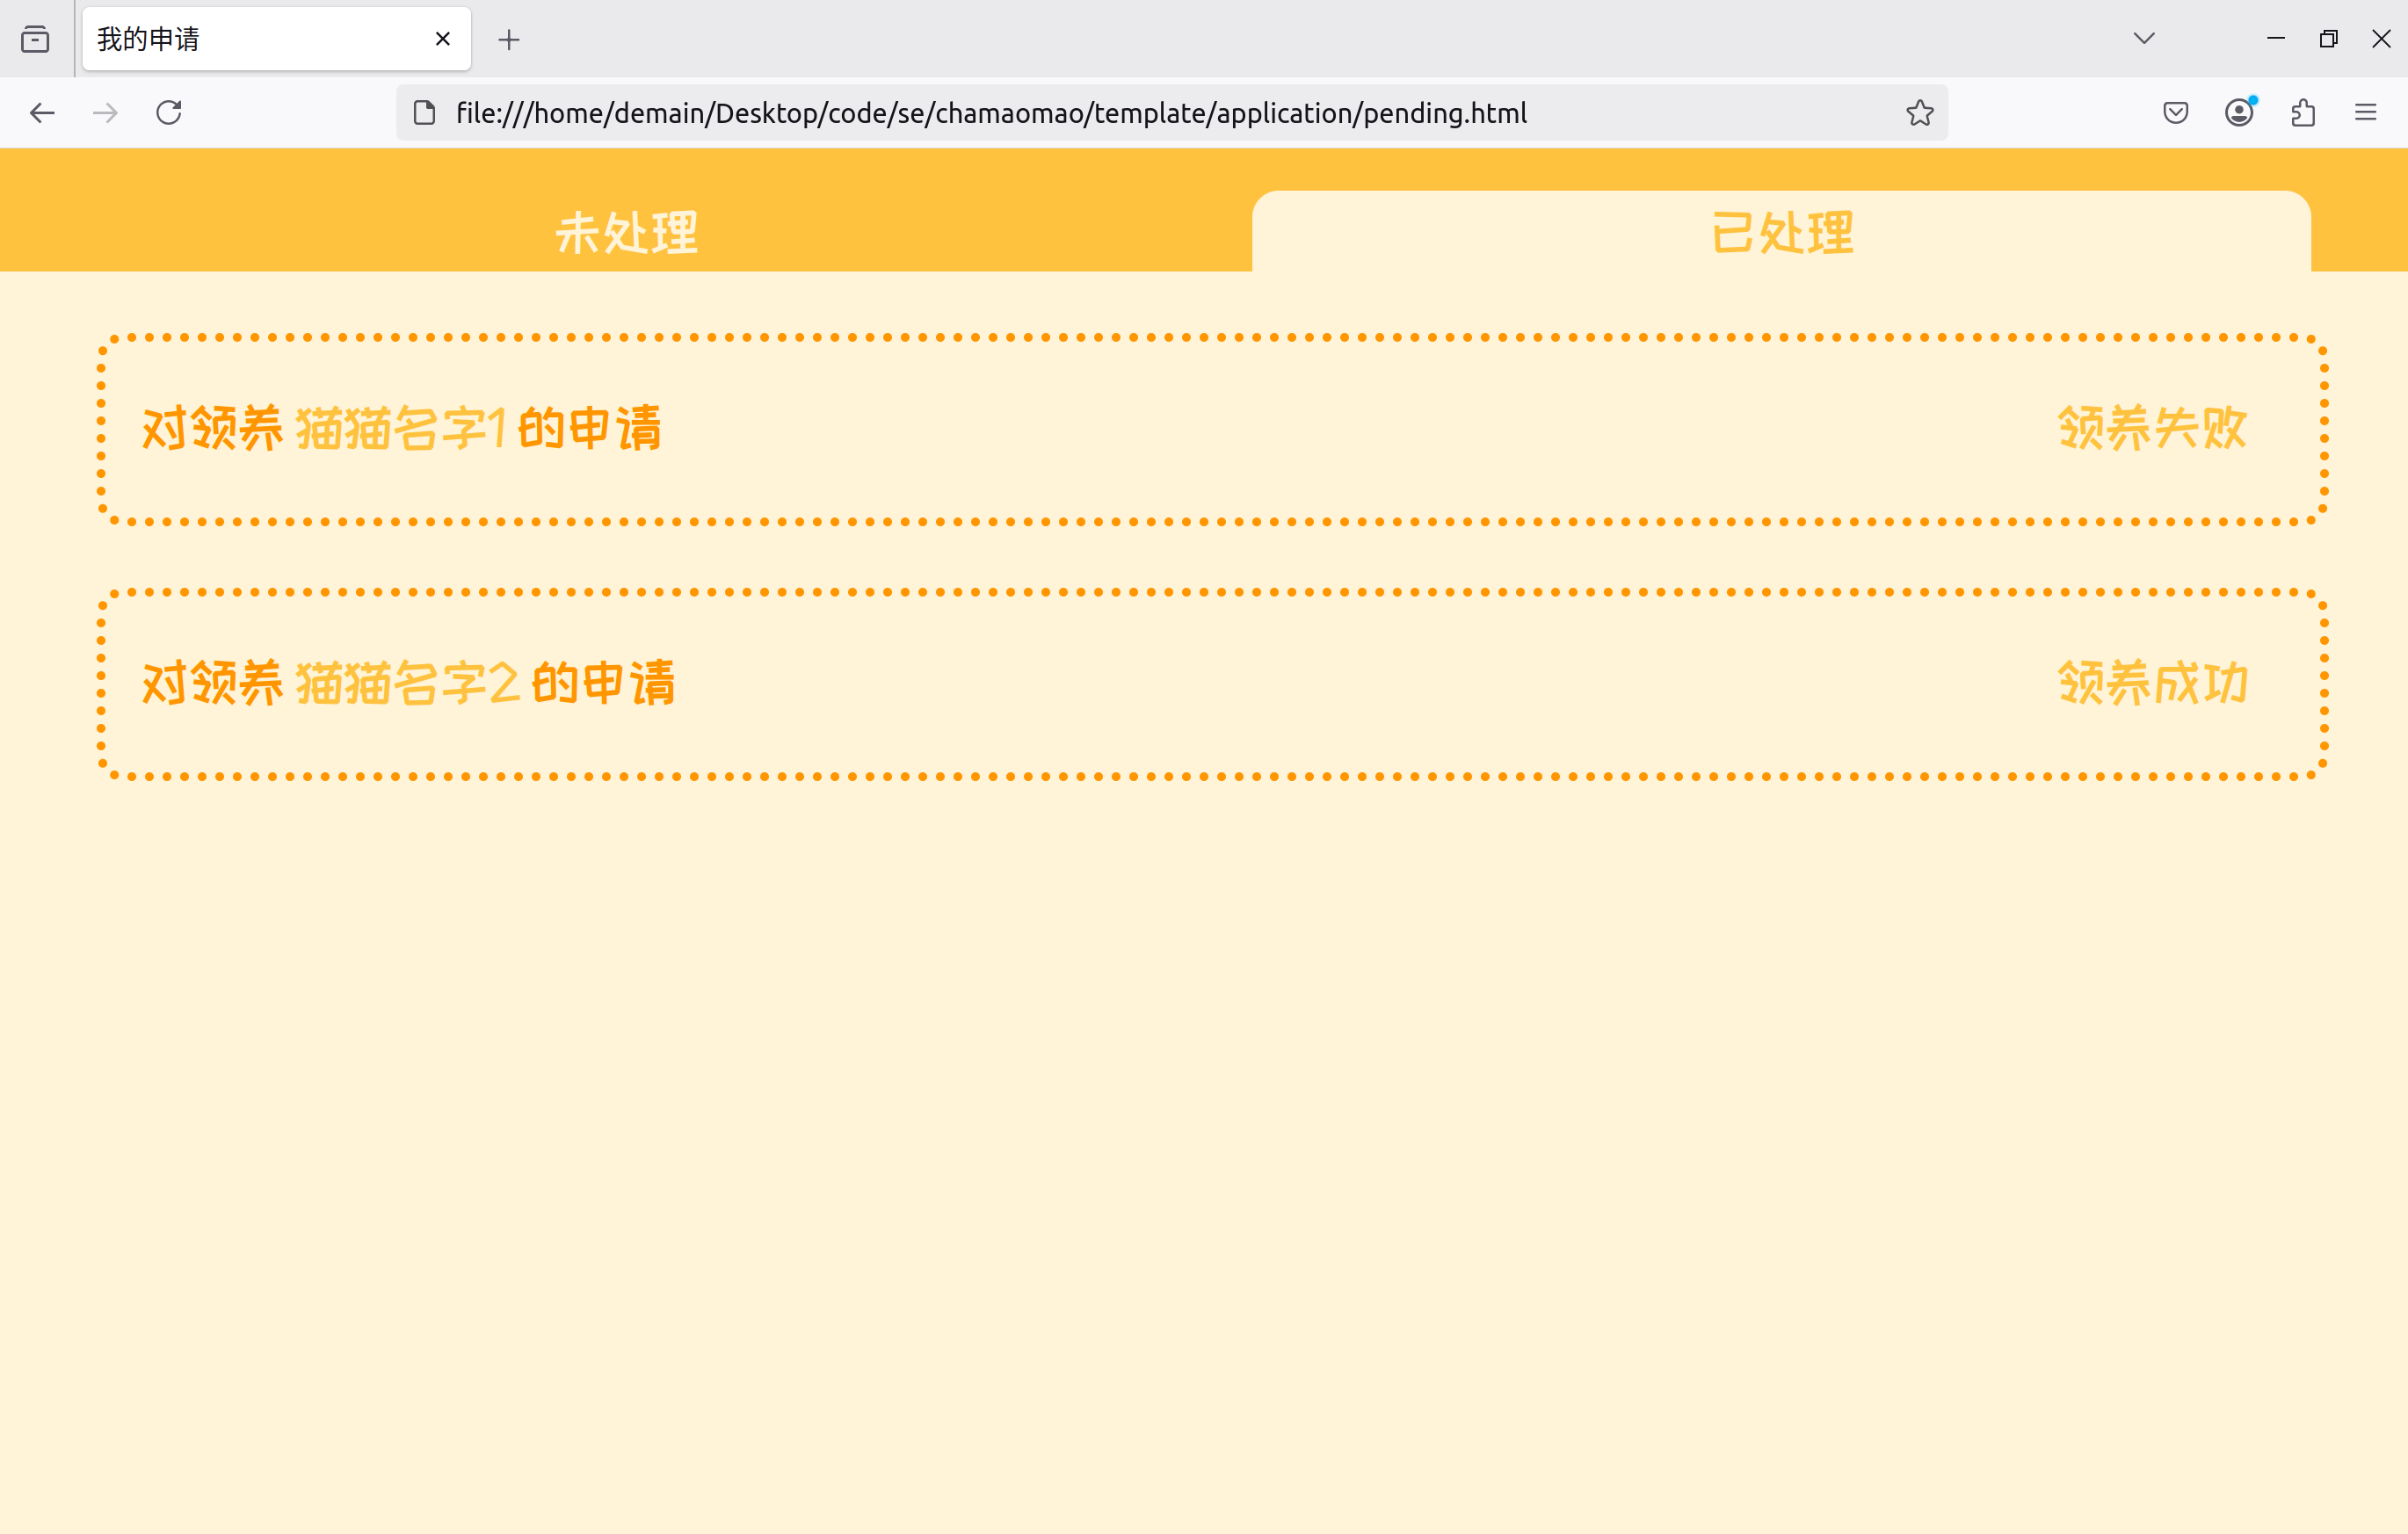 我的申请
file:///home/demain/Desktop/code/se/chamaomao/template/application/pending.html
未处理 已处理
对领养 猫猫名字1 的申请 领养失败
对领养 猫猫名字2 的申请 领养成功